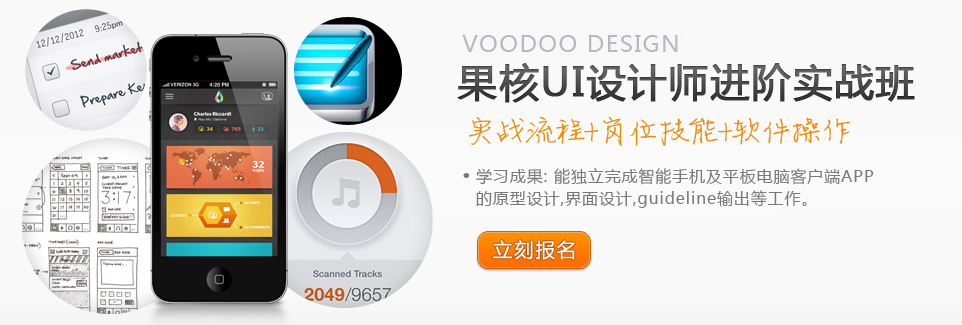 VOODOO DESIGN
果核UI设计师进阶实战班
实战流程+岗位技能+软件操作
• 学习成果: 能独立完成智能手机及平板电脑客户端APP
的原型设计,界面设计,guideline输出等工作。
立刻报名
12/12/2012 9:25pm
Send market
Prepare Ke
VERIZON 3G 4:20 PM
Charles Riccardi
34 765 33
32
VISITS
Scanned Tracks
2049/9657